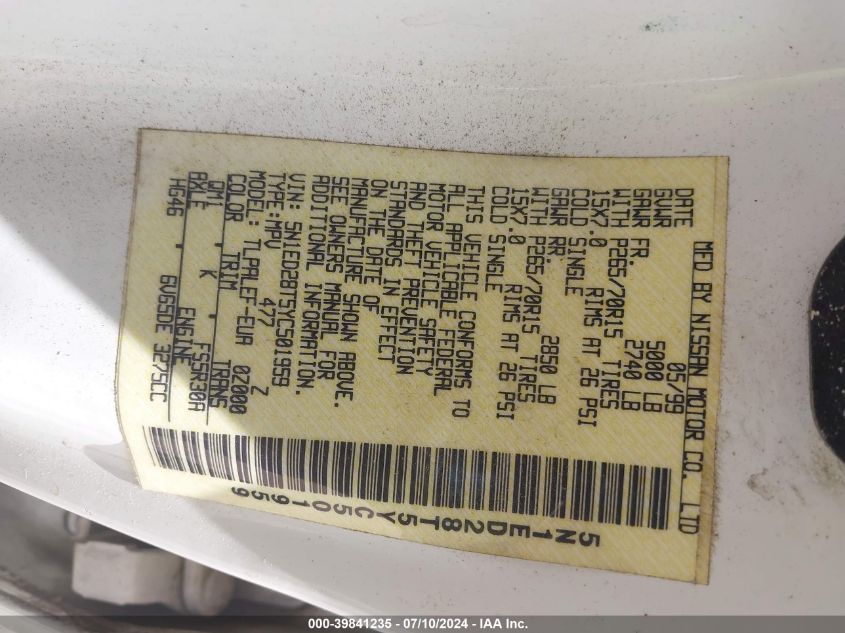 MFD BY NISSAN MOTOR CO., LTD
DATE 05/99
GVWR 5000 LB
GAWR FR. 2740 LB
WITH P265/70R15 TIRES
15X7.0 RIMS AT 26 PSI
COLD SINGLE
GAWR RR. 2850 LB
WITH P265/70R15 TIRES
15X7.0 RIMS AT 26 PSI
COLD SINGLE
THIS VEHICLE CONFORMS TO
ALL APPLICABLE FEDERAL
MOTOR VEHICLE SAFETY
AND THEFT PREVENTION
STANDARDS IN EFFECT
ON THE DATE OF
MANUFACTURE SHOWN ABOVE.
SEE OWNERS MANUAL FOR
ADDITIONAL INFORMATION.
VIN: 5N1ED28T5YC501959
TYPE: MPV 477 Z
MODEL: TLPALEF-EUA 0Z000
COLOR TRIM TRANS
QM1 K FS5R30A
AXLE ENGINE
HG46 6VG5DE 3275CC
5N1ED28T5YC501959
000-39841235 - 07/10/2024 - IAA Inc.